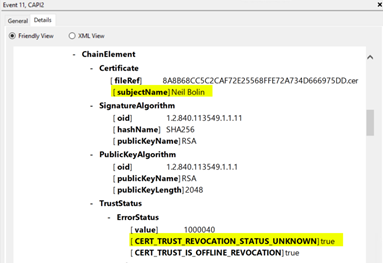 Event 11, CAPI2
General Details
Friendly View XML View
- ChainElement
- Certificate
[ fileRef] 8A8B68CC5C2CAF72E25568FFE72A734D666975DD.cer
[ subjectName] Neil Bolin
- SignatureAlgorithm
[ oid] 1.2.840.113549.1.1.11
[ hashName] SHA256
[ publicKeyName] RSA
- PublicKeyAlgorithm
[ oid] 1.2.840.113549.1.1.1
[ publicKeyName] RSA
[ publicKeyLength] 2048
- TrustStatus
- ErrorStatus
[ value] 1000040
[ CERT_TRUST_REVOCATION_STATUS_UNKNOWN] true
[ CERT_TRUST_IS_OFFLINE_REVOCATION] true